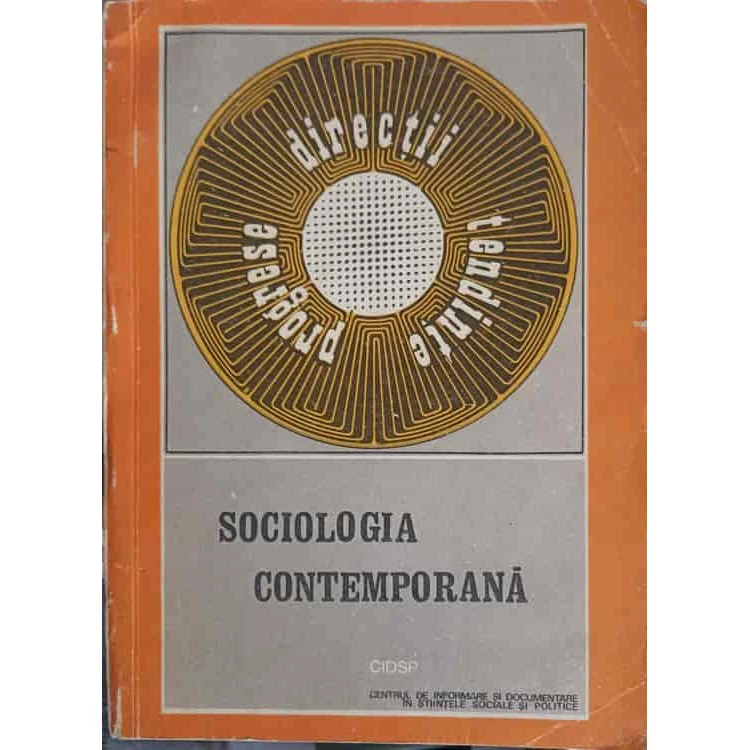 direcții
tendințe
progrese
SOCIOLOGIA
CONTEMPORANĂ
CIDSP
CENTRUL DE INFORMARE ȘI DOCUMENTARE
ÎN ȘTIINȚELE SOCIALE ȘI POLITICE